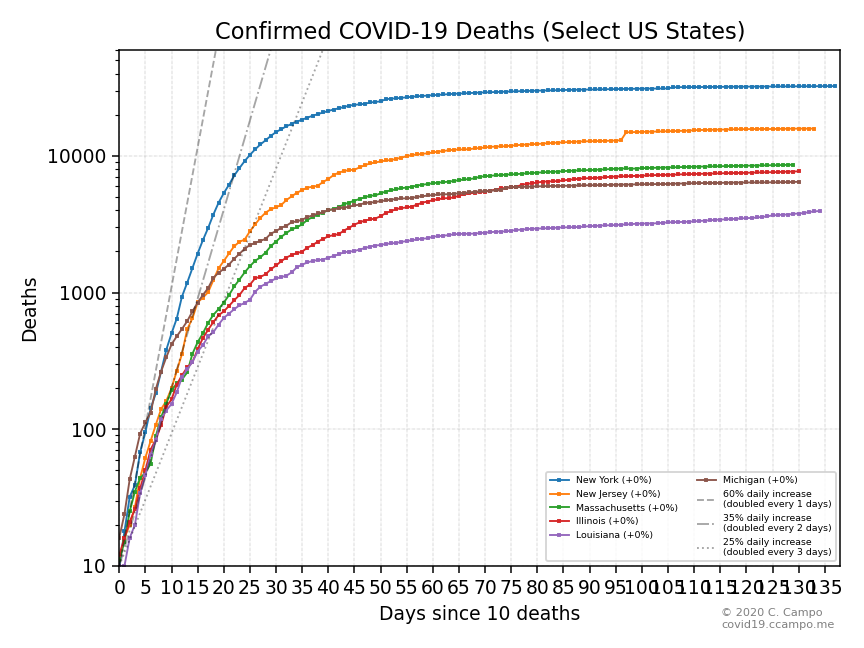 Confirmed COVID-19 Deaths (Select US States)
Deaths
10000
1000
100
10
New York (+0%)
New Jersey (+0%)
Massachusetts (+0%)
Illinois (+0%)
Louisiana (+0%)
Michigan (+0%)
60% daily increase
(doubled every 1 days)
35% daily increase
(doubled every 2 days)
25% daily increase
(doubled every 3 days)
0 5 10 15 20 25 30 35 40 45 50 55 60 65 70 75 80 85 90 95 100 105 110 115 120 125 130 135
Days since 10 deaths
© 2020 C. Campo
covid19.ccampo.me